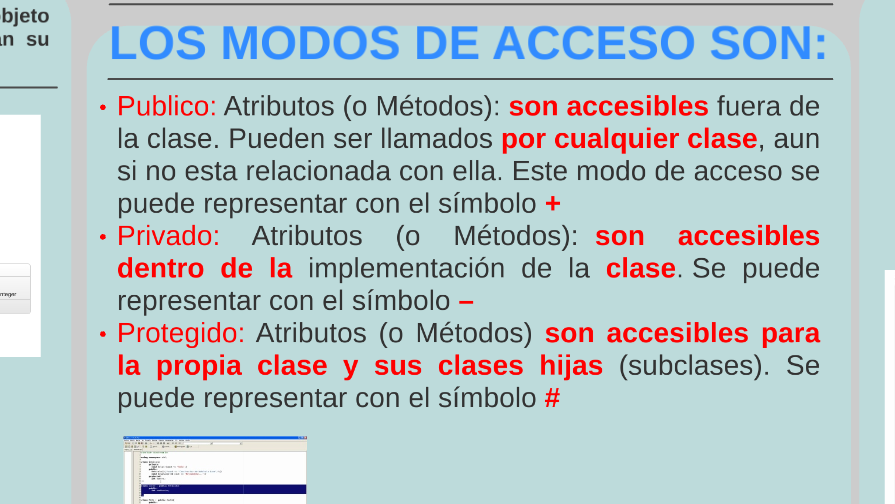 objeto
an su
LOS MODOS DE ACCESO SON:
• Publico: Atributos (o Métodos): son accesibles fuera de
la clase. Pueden ser llamados por cualquier clase, aun
si no esta relacionada con ella. Este modo de acceso se
puede representar con el símbolo +
• Privado: Atributos (o Métodos): son accesibles
dentro de la implementación de la clase. Se puede
representar con el símbolo –
• Protegido: Atributos (o Métodos) son accesibles para
la propia clase y sus clases hijas (subclases). Se
puede representar con el símbolo #